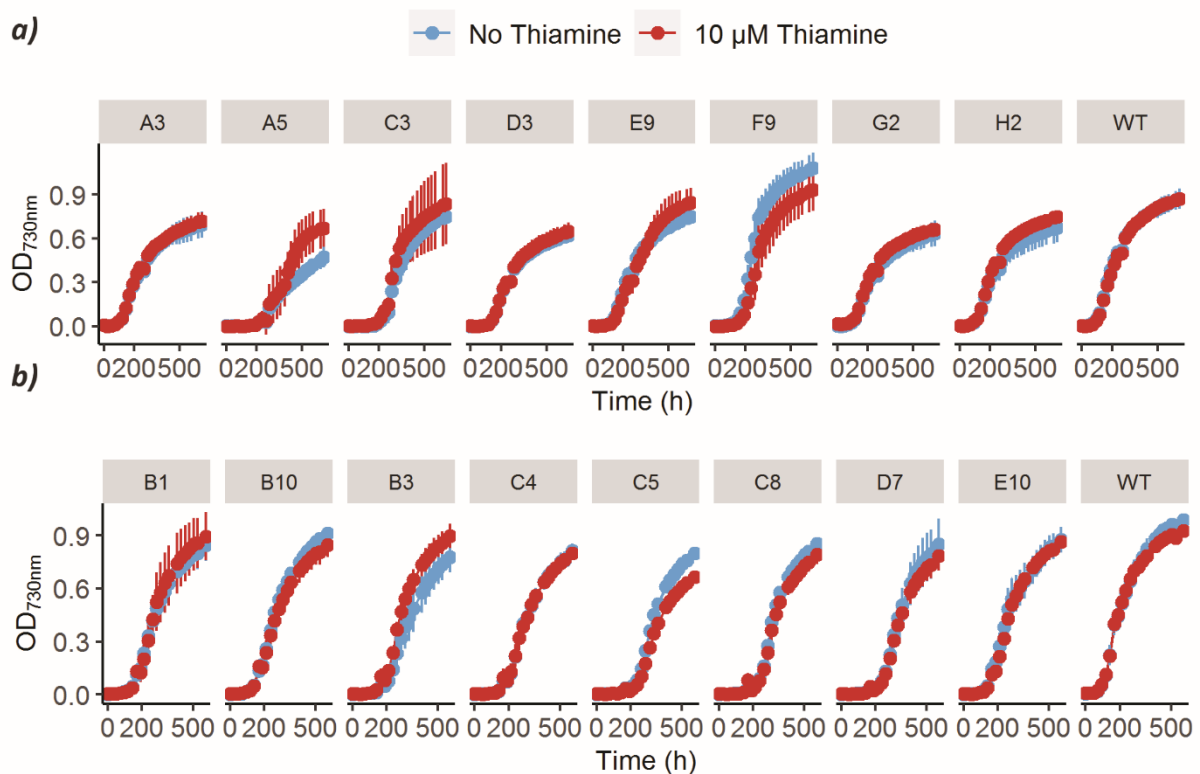 a)
No Thiamine 10 µM Thiamine
A3 A5 C3 D3 E9 F9 G2 H2 WT
0.9
0.6
0.3
0.0
OD730nm
0200500 0200500 0200500 0200500 0200500 0200500 0200500 0200500 0200500
Time (h)
b)
B1 B10 B3 C4 C5 C8 D7 E10 WT
0.9
0.6
0.3
0.0
OD730nm
0 200 500 0 200 500 0 200 500 0 200 500 0 200 500 0 200 500 0 200 500 0 200 500 0 200 500
Time (h)